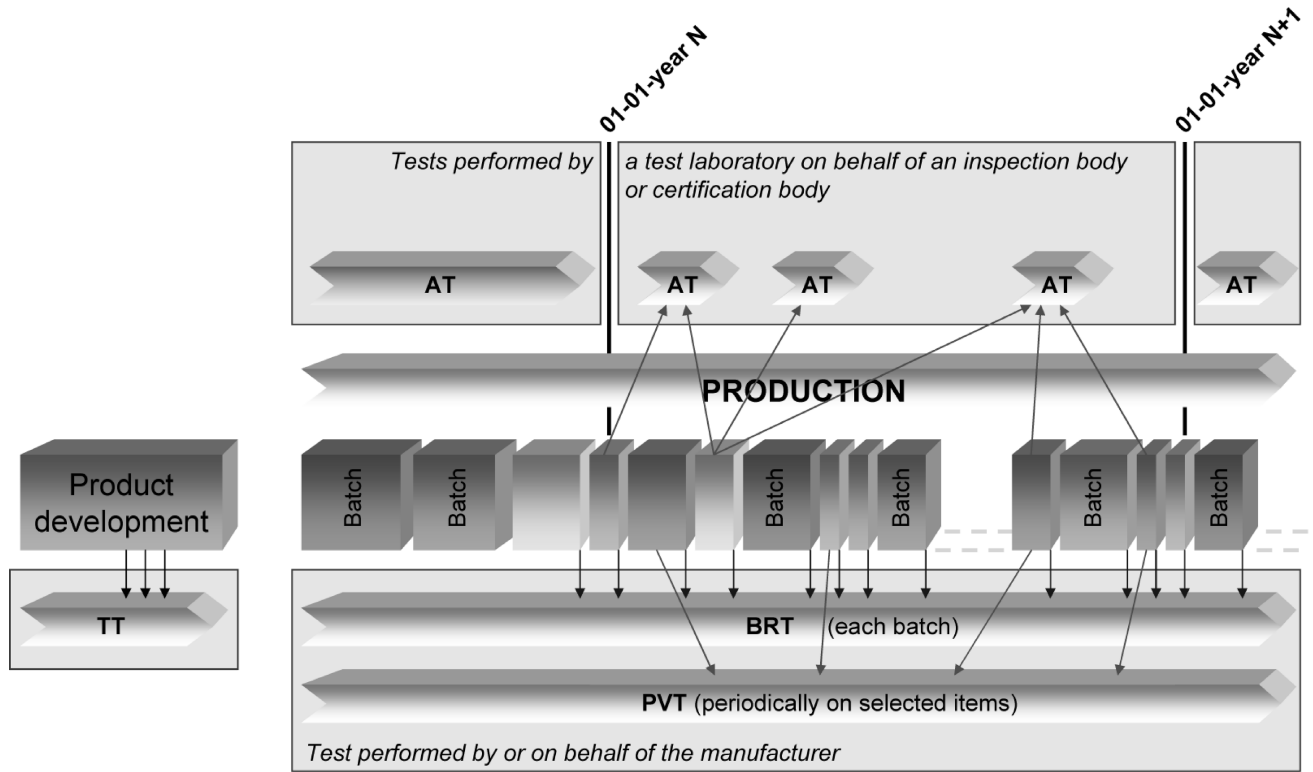 01-01-year N
01-01-year N+1
Tests performed by
a test laboratory on behalf of an inspection body
or certification body
AT
AT
AT
AT
AT
PRODUCTION
Product
development
Batch
Batch
Batch
Batch
Batch
Batch
TT
BRT (each batch)
PVT (periodically on selected items)
Test performed by or on behalf of the manufacturer